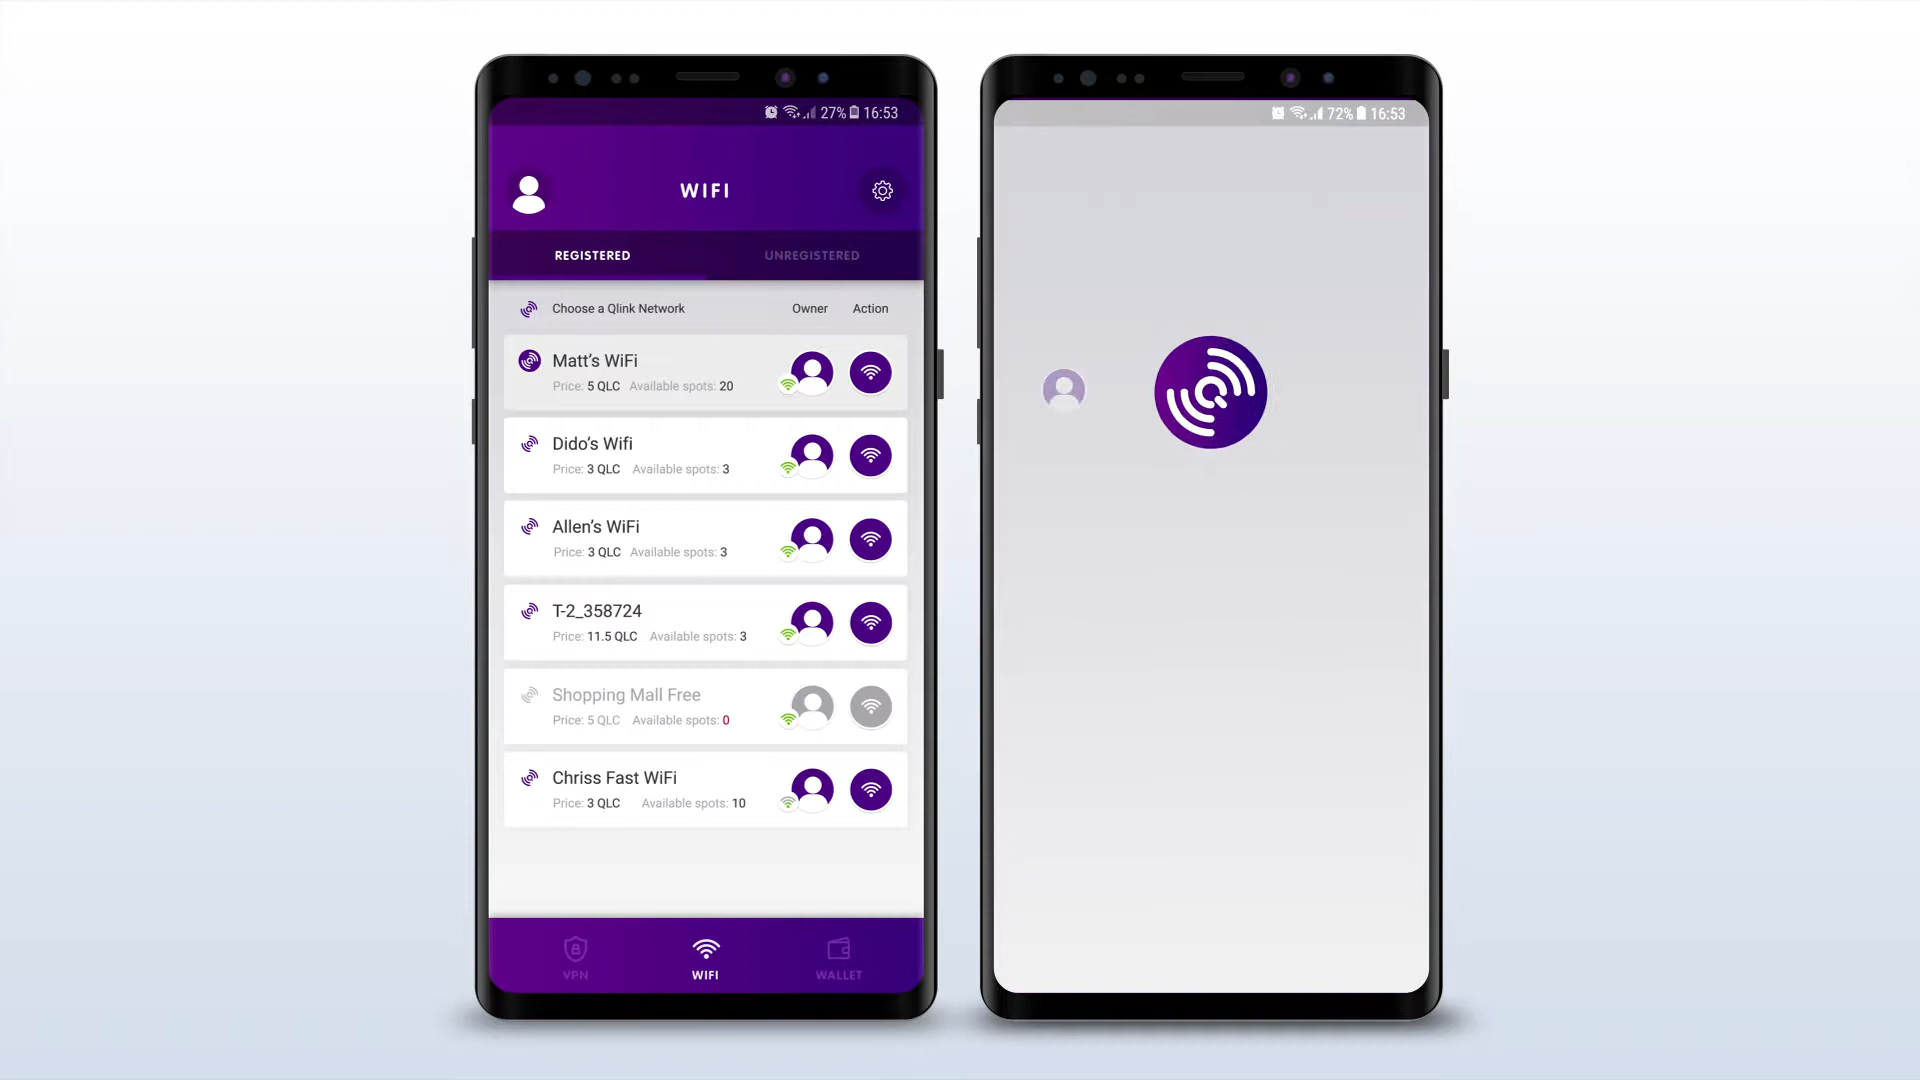 27% 16:53
WIFI
REGISTERED UNREGISTERED
Choose a Qlink Network Owner Action
Matt's WiFi
Price: 5 QLC Available spots: 20
Dido's Wifi
Price: 3 QLC Available spots: 3
Allen's WiFi
Price: 3 QLC Available spots: 3
T-2_358724
Price: 11.5 QLC Available spots: 3
Shopping Mall Free
Price: 5 QLC Available spots: 0
Chriss Fast WiFi
Price: 3 QLC Available spots: 10
VPN WIFI WALLET
72% 16:53